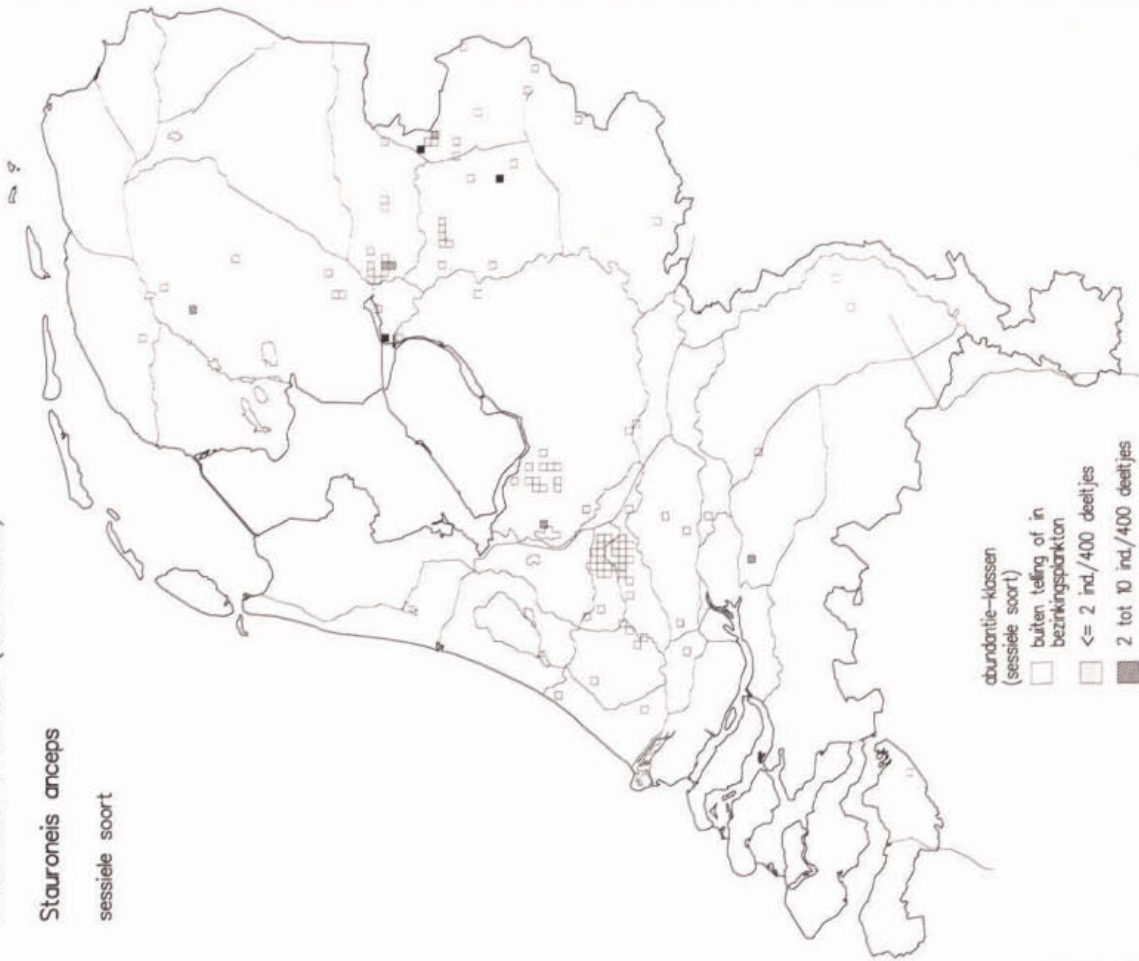 Stauroneis anceps
sessiele soort
abundantie-klassen
(sessiele soort)
buiten telling of in
bezinkingsplankton
<= 2 ind./400 deeltjes
2 tot 10 ind./400 deeltjes